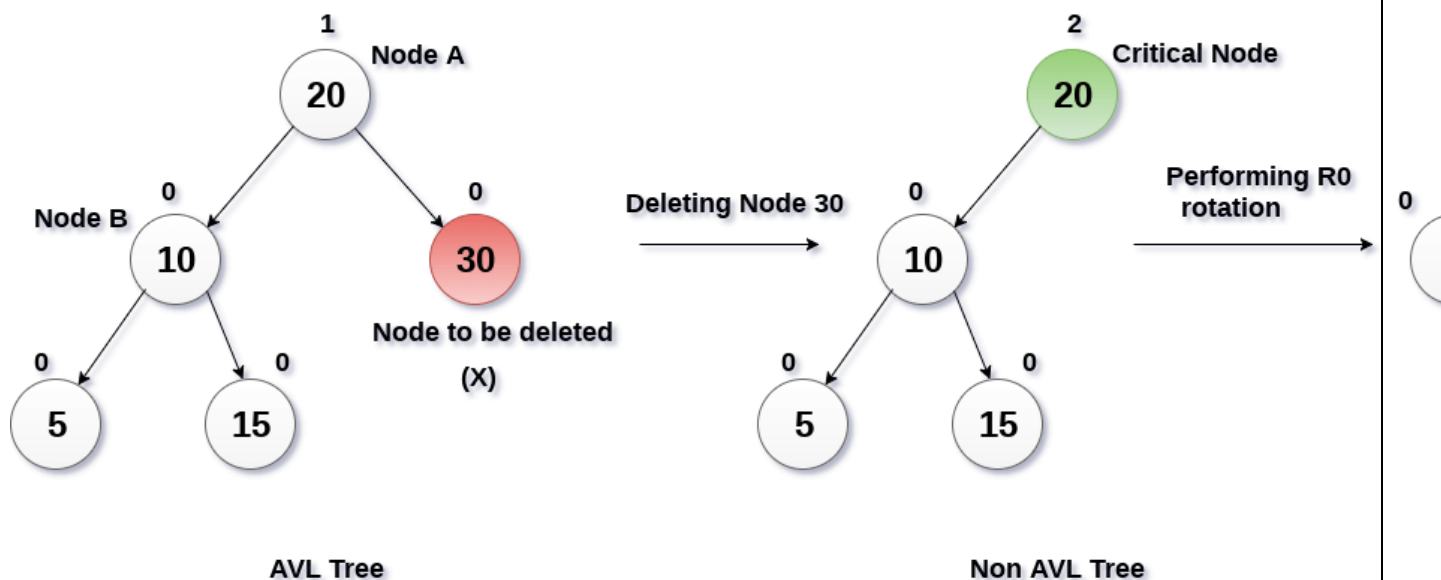 1
Node A
20
0
0
Node B
10
30
Node to be deleted
(X)
0
0
5
15
AVL Tree
Deleting Node 30
2
Critical Node
20
0
10
0
0
5
15
Non AVL Tree
Performing R0
rotation
0